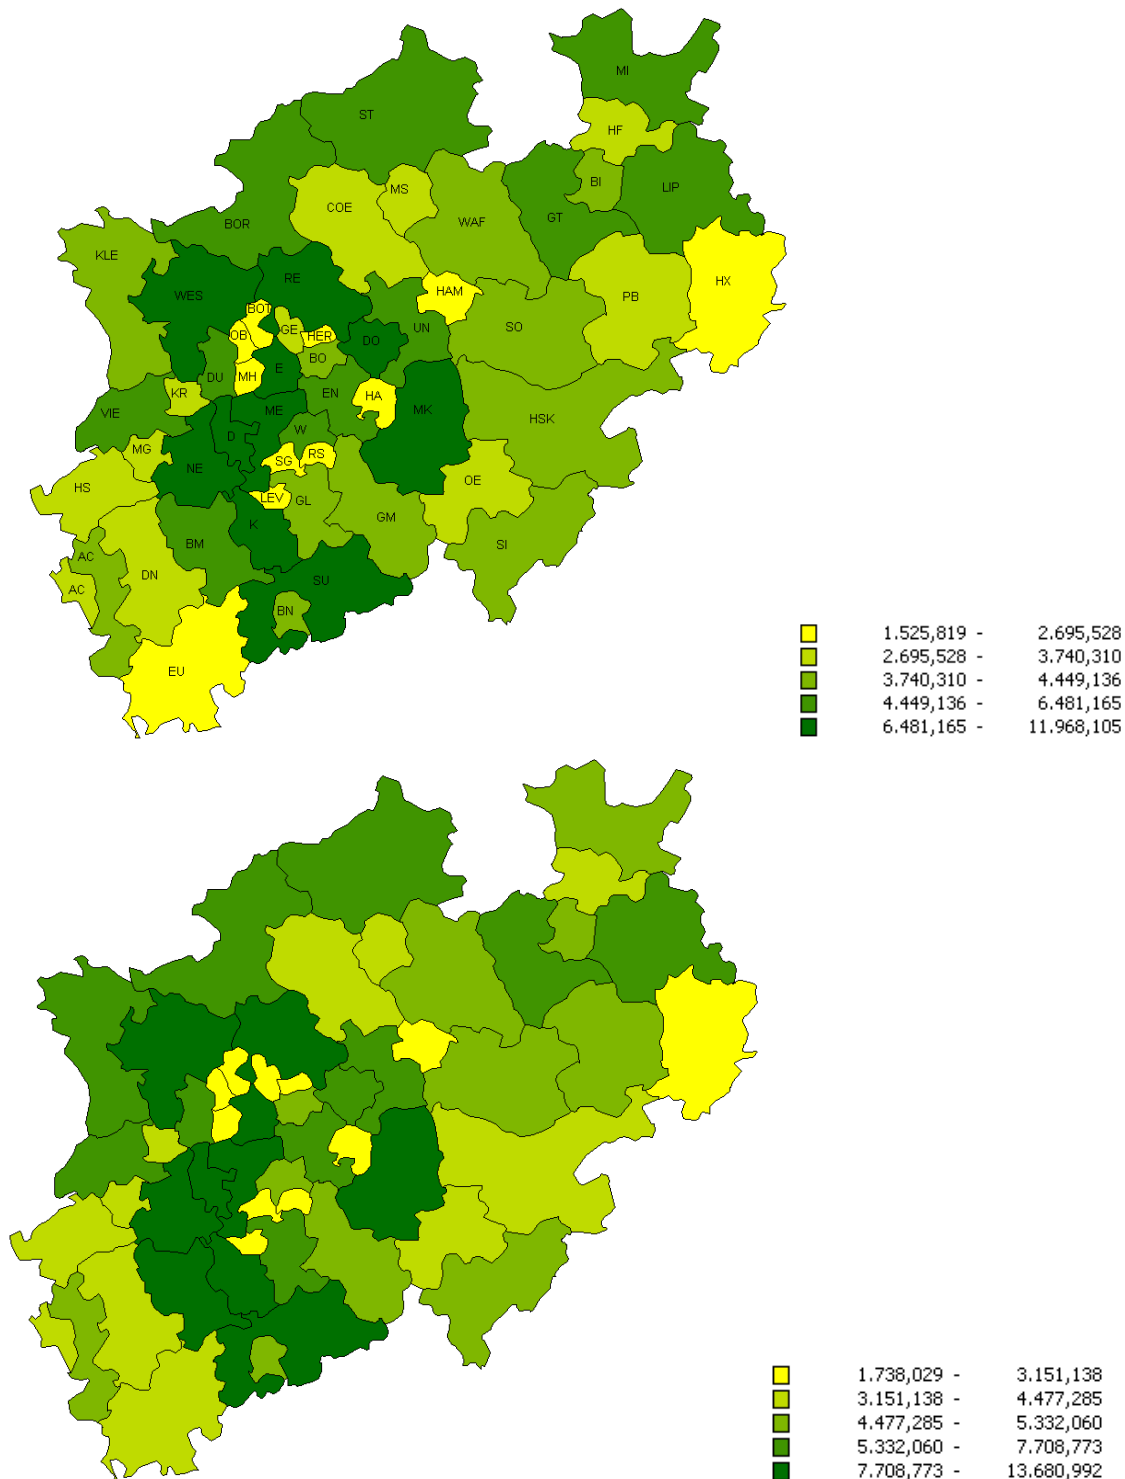 MI
ST
HF
BI
LIP
MS
COE
WAF
GT
BOR
KLE
RE
HX
WES
HAM
PB
BOT
OB
GE
HER
UN
SO
DO
BO
E
DU
MH
KR
EN
HA
VIE
ME
MK
HSK
D
W
MG
SG
RS
NE
OE
HS
LEV
GL
K
GM
BM
SI
AC
DN
SU
AC
BN
EU
1.525,819 - 2.695,528
2.695,528 - 3.740,310
3.740,310 - 4.449,136
4.449,136 - 6.481,165
6.481,165 - 11.968,105
1.738,029 - 3.151,138
3.151,138 - 4.477,285
4.477,285 - 5.332,060
5.332,060 - 7.708,773
7.708,773 - 13.680,992